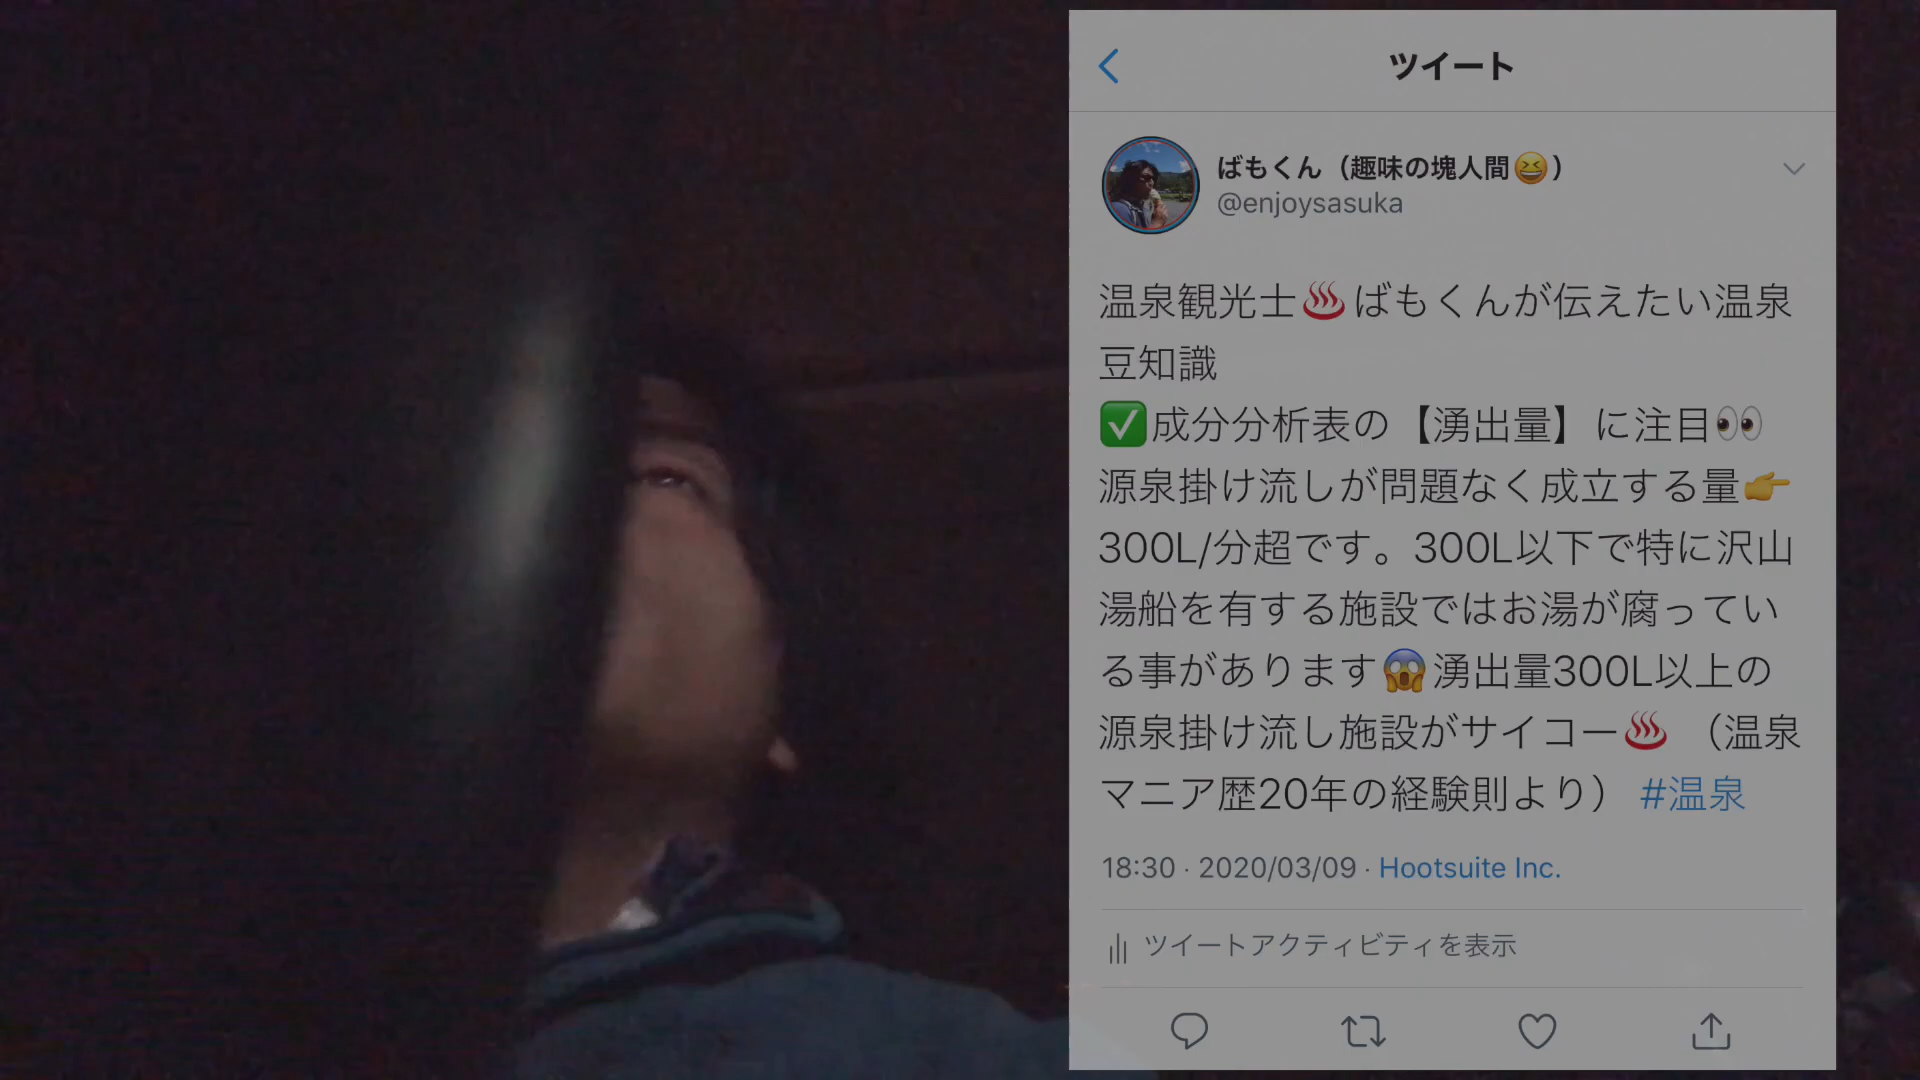 ツイート
ばもくん（趣味の塊人間😆）
@enjoysasuka
温泉観光士♨️ばもくんが伝えたい温泉
豆知識
✅成分分析表の【湧出量】に注目👀
源泉掛け流しが問題なく成立する量👉
300L/分超です。300L以下で特に沢山
湯船を有する施設ではお湯が腐ってい
る事があります😱湧出量300L以上の
源泉掛け流し施設がサイコー♨️（温泉
マニア歴20年の経験則より） #温泉
18:30 · 2020/03/09 · Hootsuite Inc.
ツイートアクティビティを表示